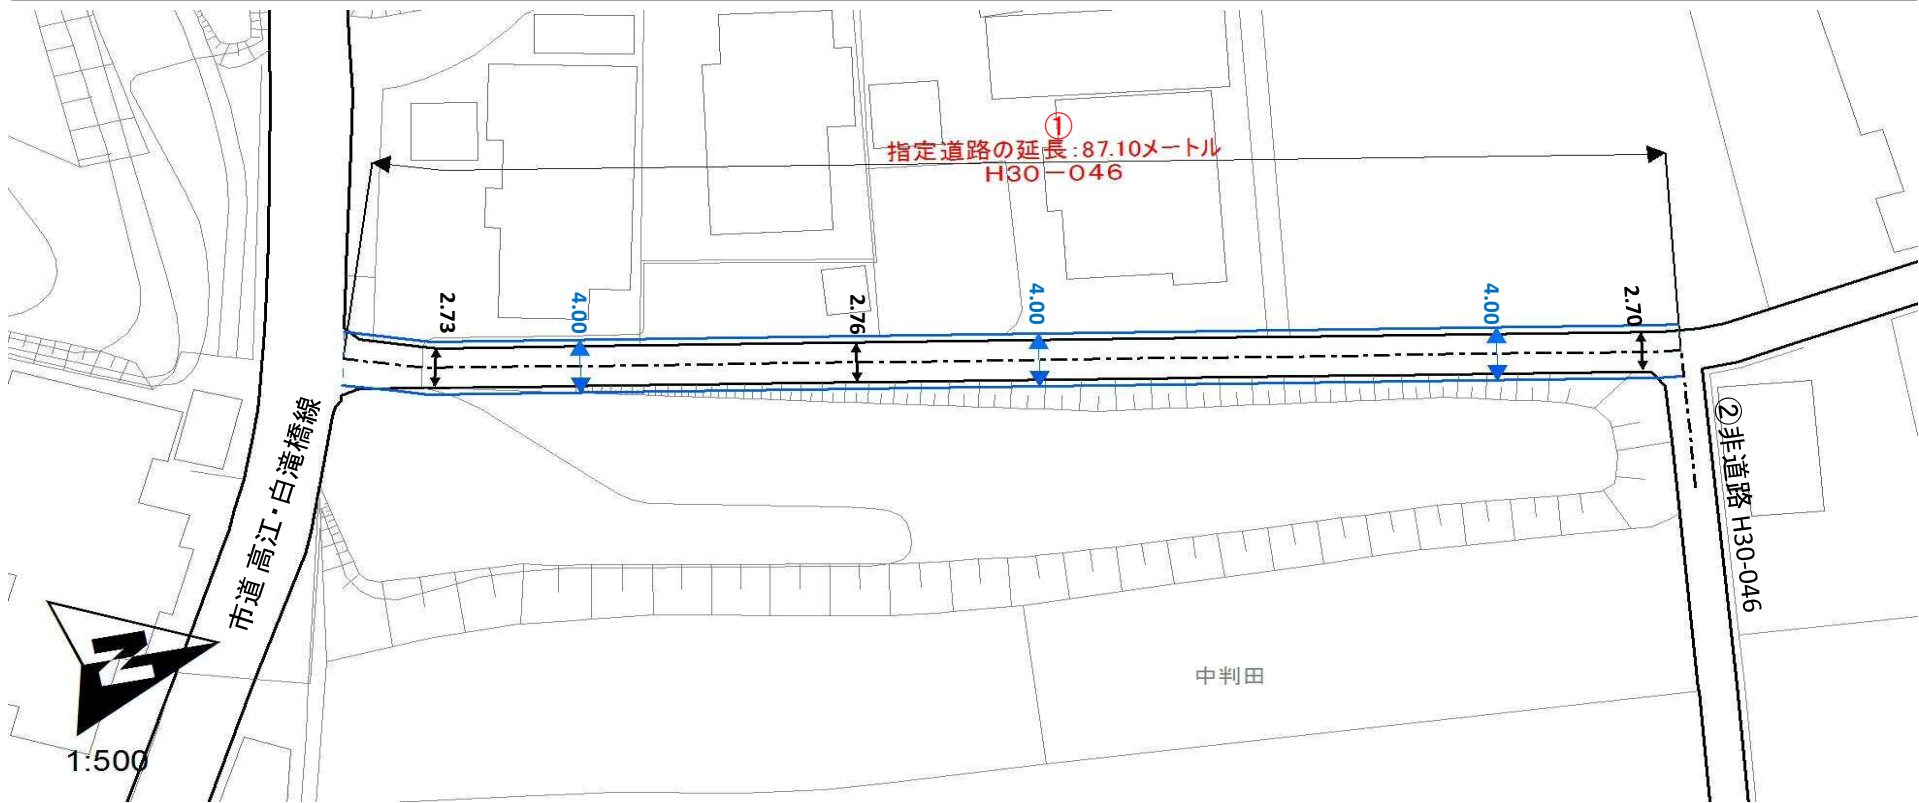 ①
指定道路の延長:87.10メートル
H30－046
2.73
4.00
2.76
4.00
4.00
2.70
市道 高江・白滝橋線
②非道路 H30-046
中判田
N
1:500